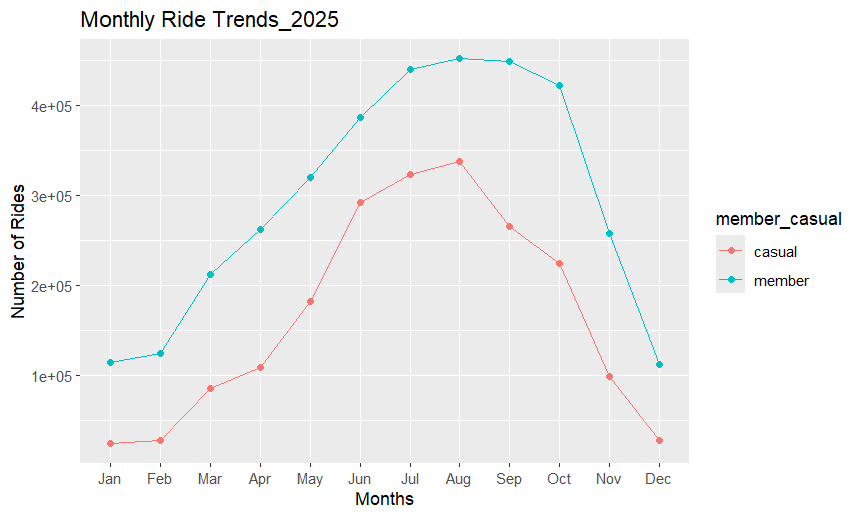 Monthly Ride Trends_2025
Number of Rides
4e+05
3e+05
2e+05
1e+05
Jan Feb Mar Apr May Jun Jul Aug Sep Oct Nov Dec
Months
member_casual
casual
member